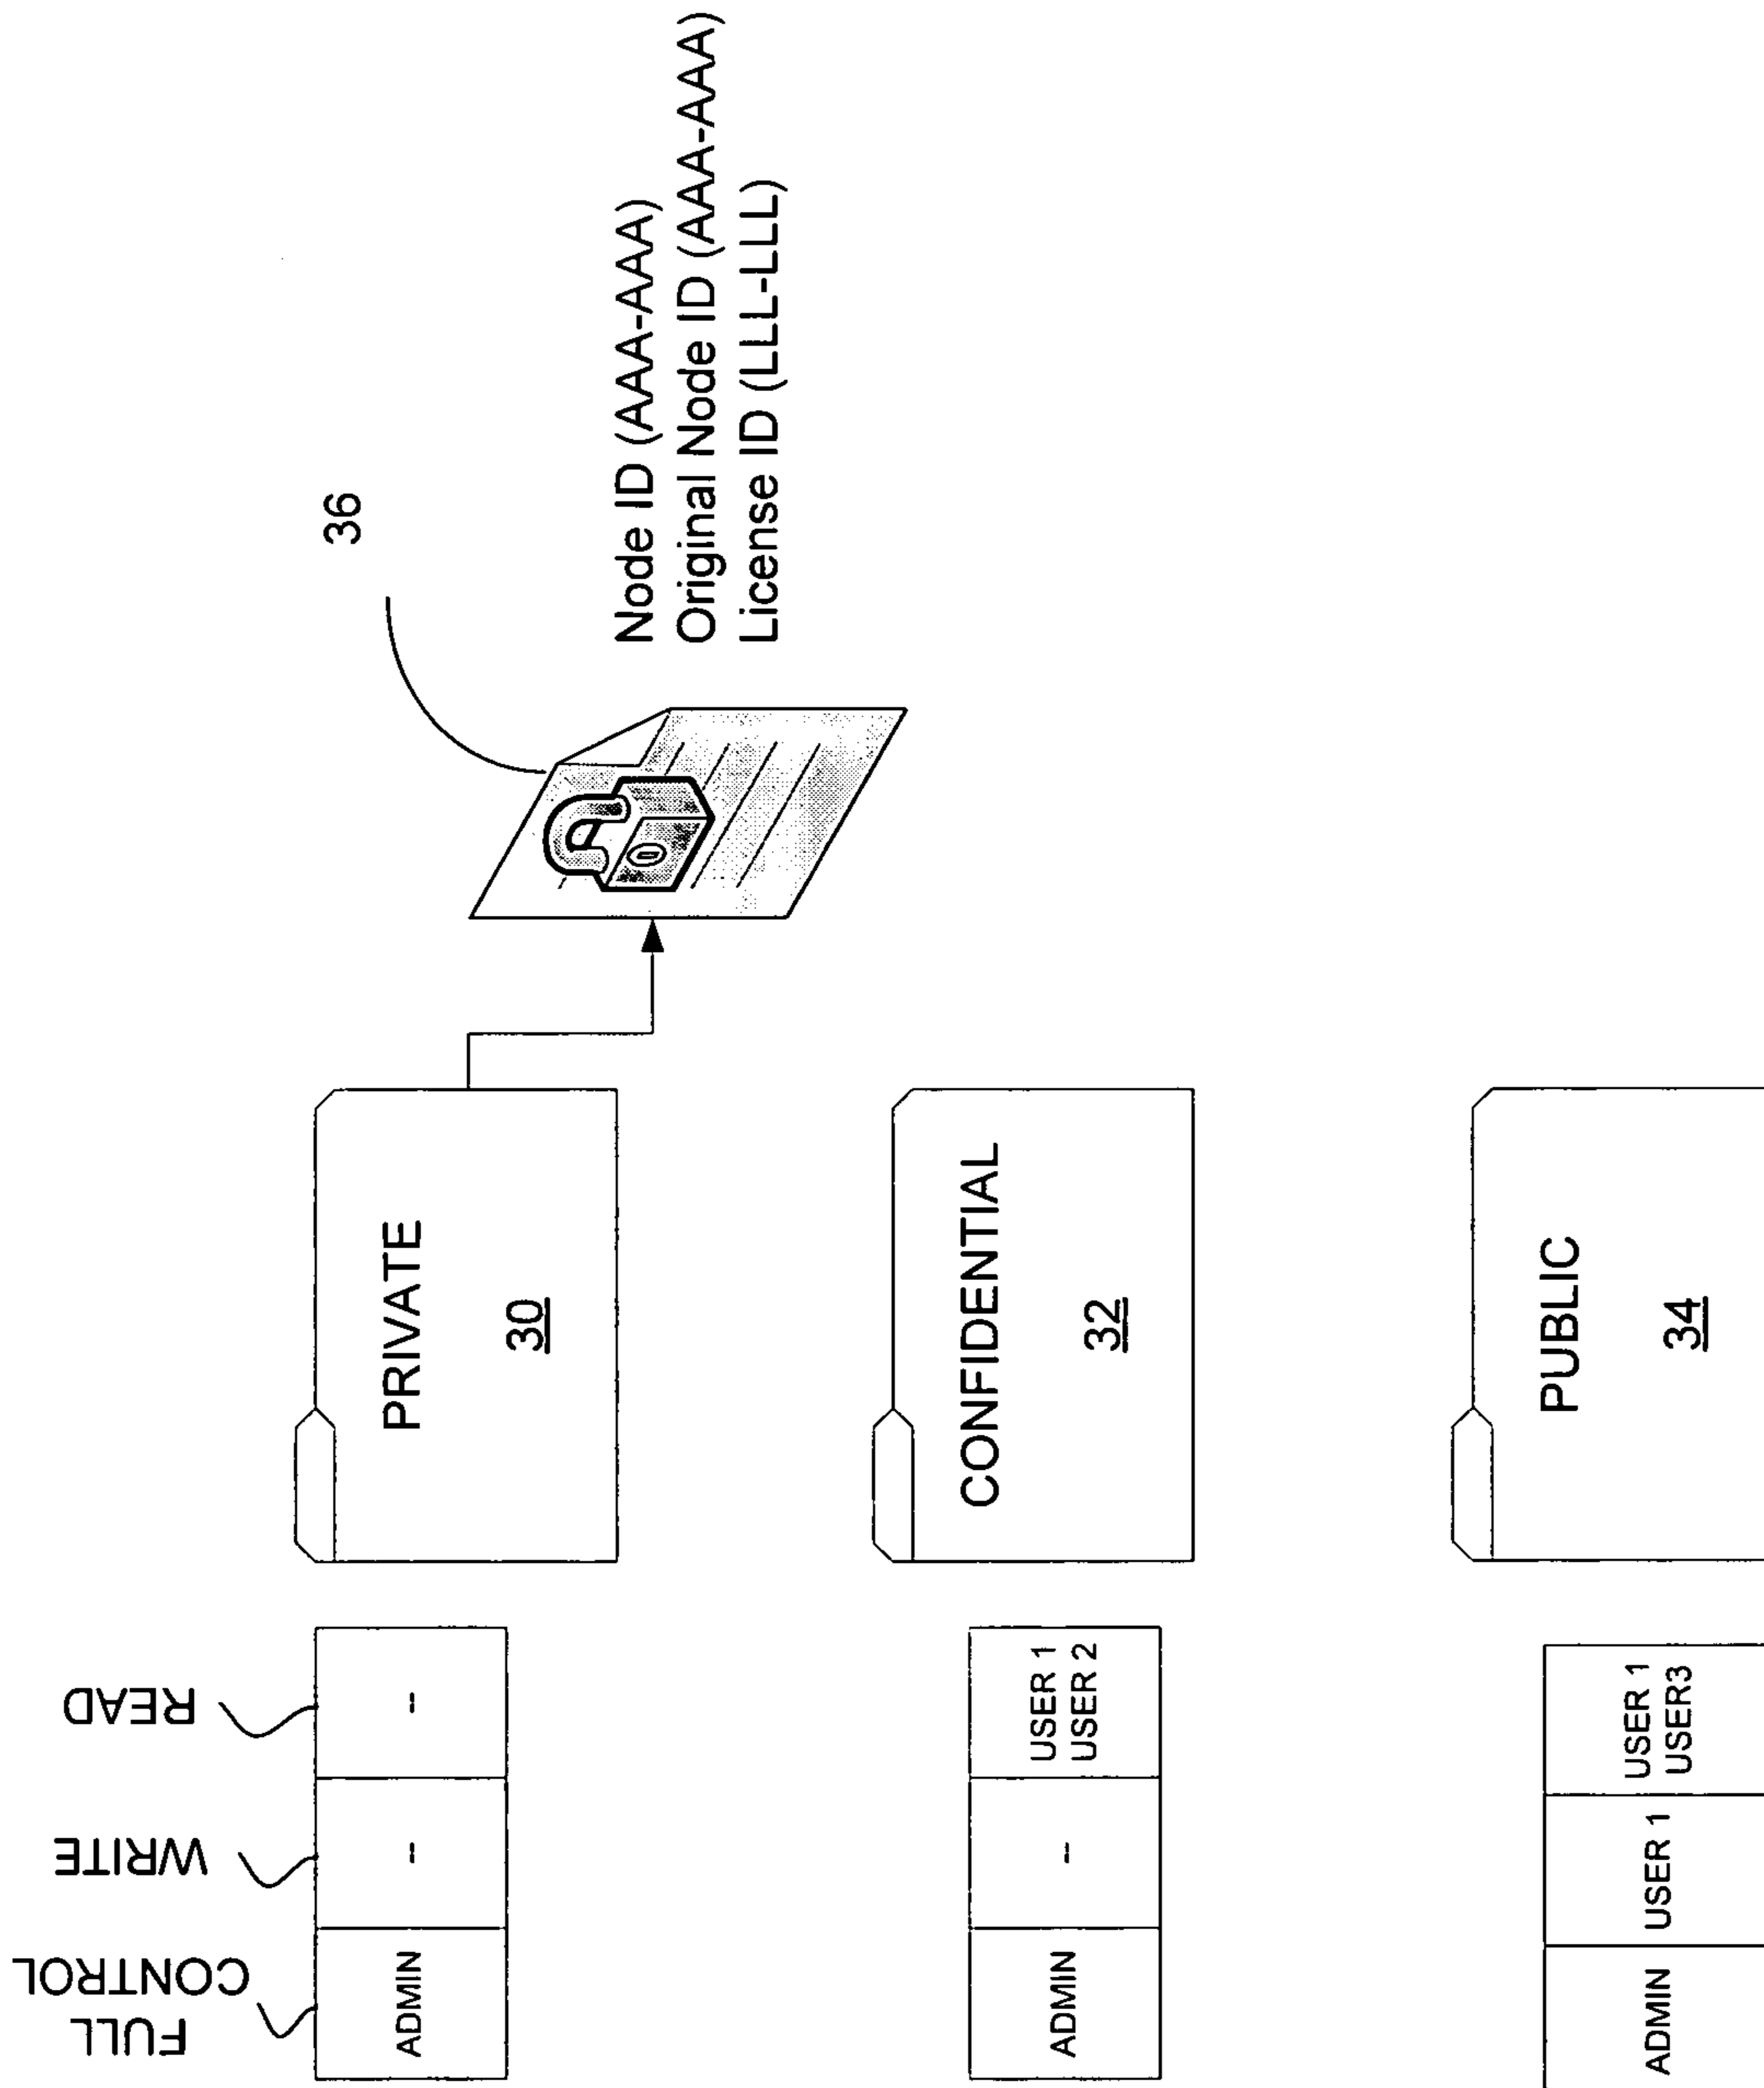 FULL
CONTROL
WRITE
READ
ADMIN
--
--
PRIVATE
30
36
Node ID (AAA-AAA)
Original Node ID (AAA-AAA)
License ID (LLL-LLL)
ADMIN
--
USER 1
USER 2
CONFIDENTIAL
32
ADMIN
USER 1
USER 1
USER3
PUBLIC
34